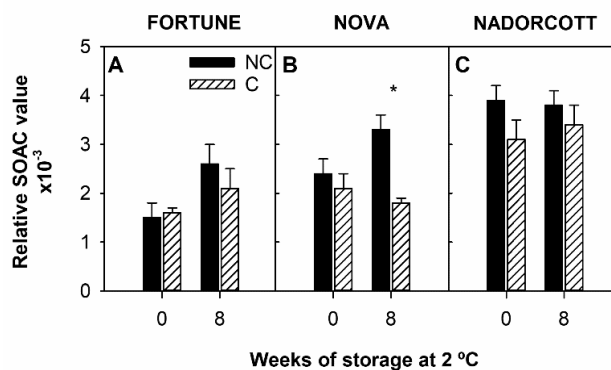 FORTUNE NOVA NADORCOTT
A B C
NC
C
*
Relative SOAC value
x10-3
5
4
3
2
1
0
0 8 0 8 0 8
Weeks of storage at 2 ºC